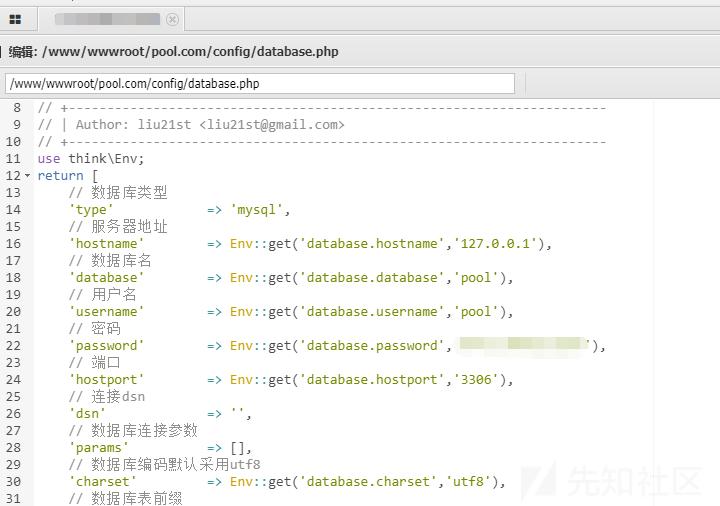 编辑: /www/wwwroot/pool.com/config/database.php
/www/wwwroot/pool.com/config/database.php
8 // +----------------------------------------------------------------------
9 // | Author: liu21st <liu21st@gmail.com>
10 // +----------------------------------------------------------------------
11 use think\Env;
12 return [
13 // 数据库类型
14 'type' => 'mysql',
15 // 服务器地址
16 'hostname' => Env::get('database.hostname','127.0.0.1'),
17 // 数据库名
18 'database' => Env::get('database.database','pool'),
19 // 用户名
20 'username' => Env::get('database.username','pool'),
21 // 密码
22 'password' => Env::get('database.password', '),
23 // 端口
24 'hostport' => Env::get('database.hostport','3306'),
25 // 连接dsn
26 'dsn' => '',
27 // 数据库连接参数
28 'params' => [],
29 // 数据库编码默认采用utf8
30 'charset' => Env::get('database.charset','utf8'),
31 // 数据库表前缀
先知社区